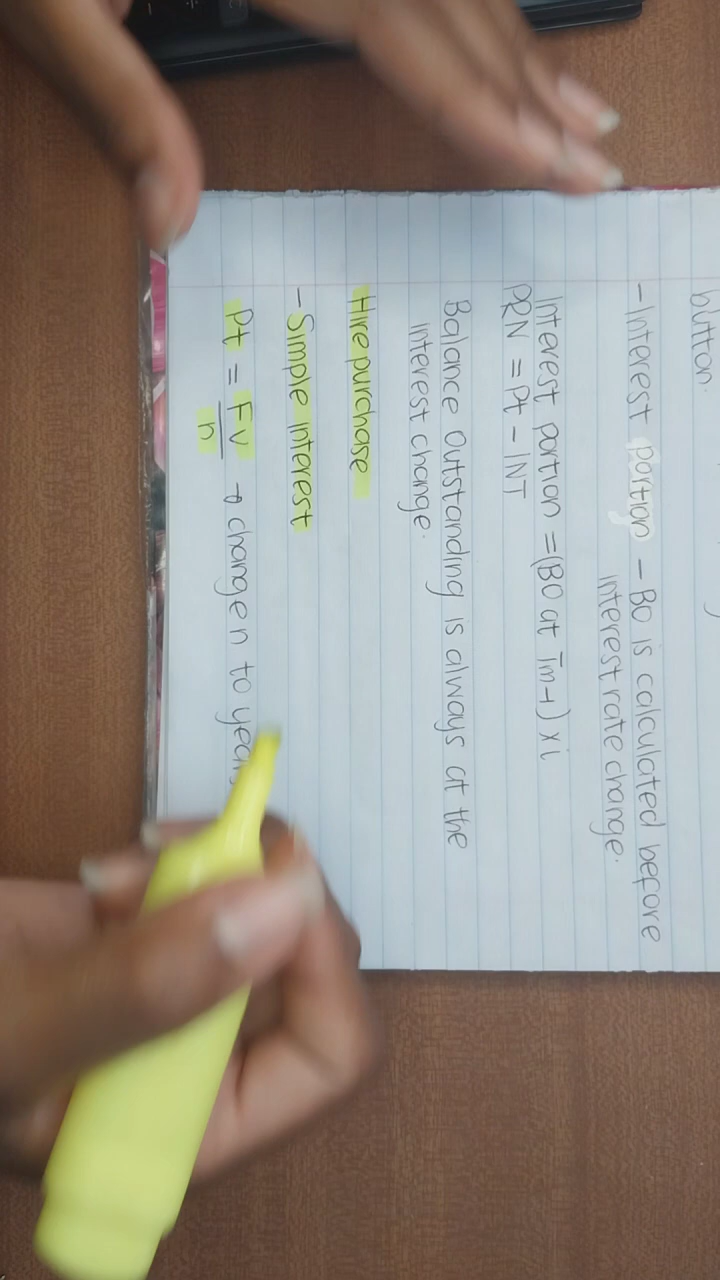 button.
-Interest portion - BO is calculated before
interest rate change.
Interest portion = (BO at Tm-1) x i
PRN = Pt - INT
Balance Outstanding is always at the
interest change.
Hire purchase
- Simple interest
Pt = Fv → change n to years
n